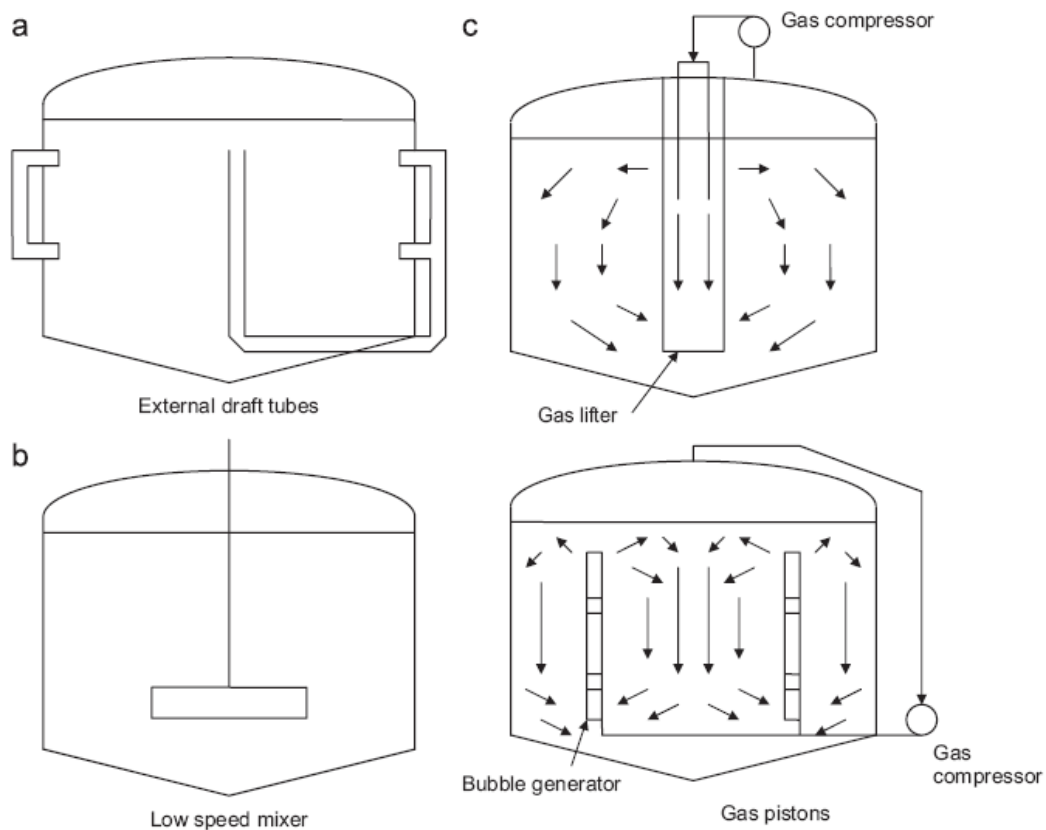 a
External draft tubes
b
Low speed mixer
c
Gas compressor
Gas lifter
Bubble generator
Gas
compressor
Gas pistons